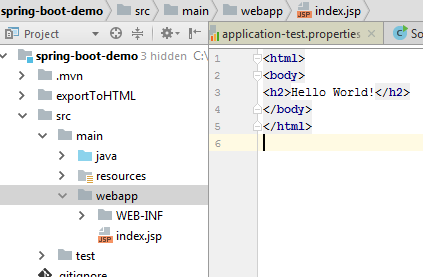 spring-boot-demo src main webapp index.jsp
Project application-test.properties So
spring-boot-demo 3 hidden C:\
.mvn
exportToHTML
src
main
java
resources
webapp
WEB-INF
index.jsp
test
.gitignore
1 <html>
2 <body>
3 <h2>Hello World!</h2>
4 </body>
5 </html>
6